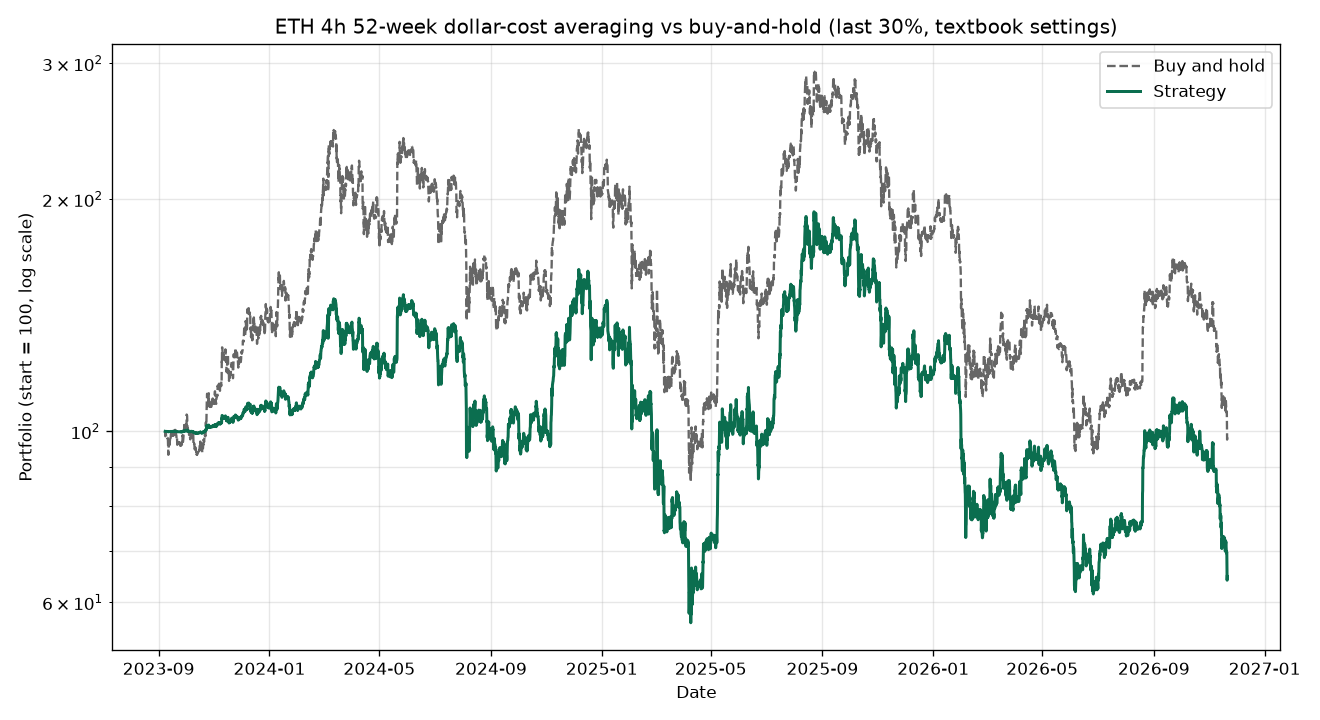 ETH 4h 52-week dollar-cost averaging vs buy-and-hold (last 30%, textbook settings)
Buy and hold
Strategy
Portfolio (start = 100, log scale)
3 × 10²
2 × 10²
10²
6 × 10¹
2023-09 2024-01 2024-05 2024-09 2025-01 2025-05 2025-09 2026-01 2026-05 2026-09 2027-01
Date